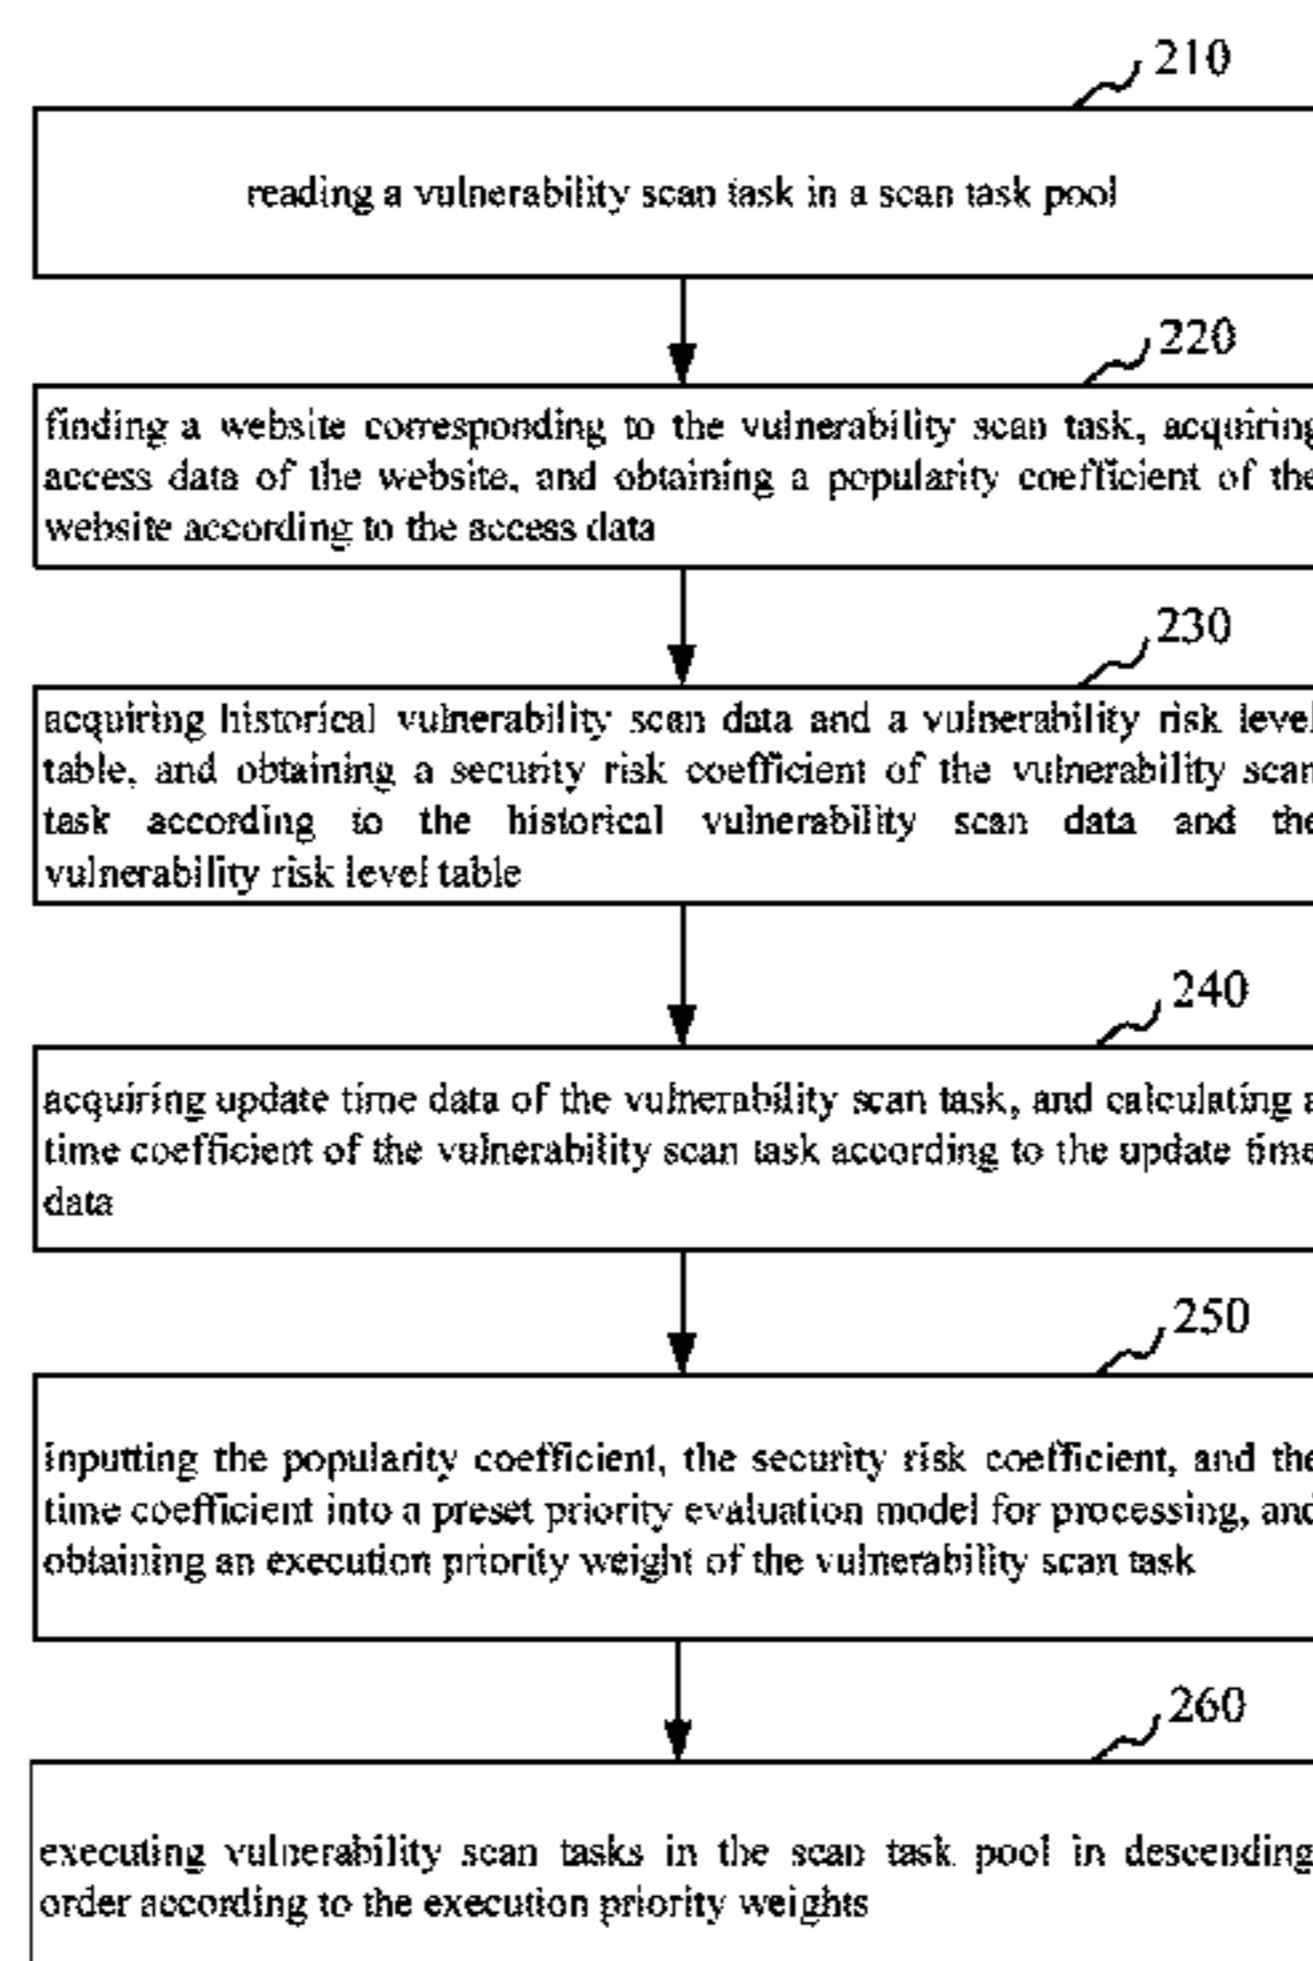 210
reading a vulnerability scan task in a scan task pool
220
finding a website corresponding to the vulnerability scan task, acquiring
access data of the website, and obtaining a popularity coefficient of the
website according to the access data
230
acquiring historical vulnerability scan data and a vulnerability risk level
table, and obtaining a security risk coefficient of the vulnerability scan
task according to the historical vulnerability scan data and the
vulnerability risk level table
240
acquiring update time data of the vulnerability scan task, and calculating a
time coefficient of the vulnerability scan task according to the update time
data
250
inputting the popularity coefficient, the security risk coefficient, and the
time coefficient into a preset priority evaluation model for processing, and
obtaining an execution priority weight of the vulnerability scan task
260
executing vulnerability scan tasks in the scan task pool in descending
order according to the execution priority weights